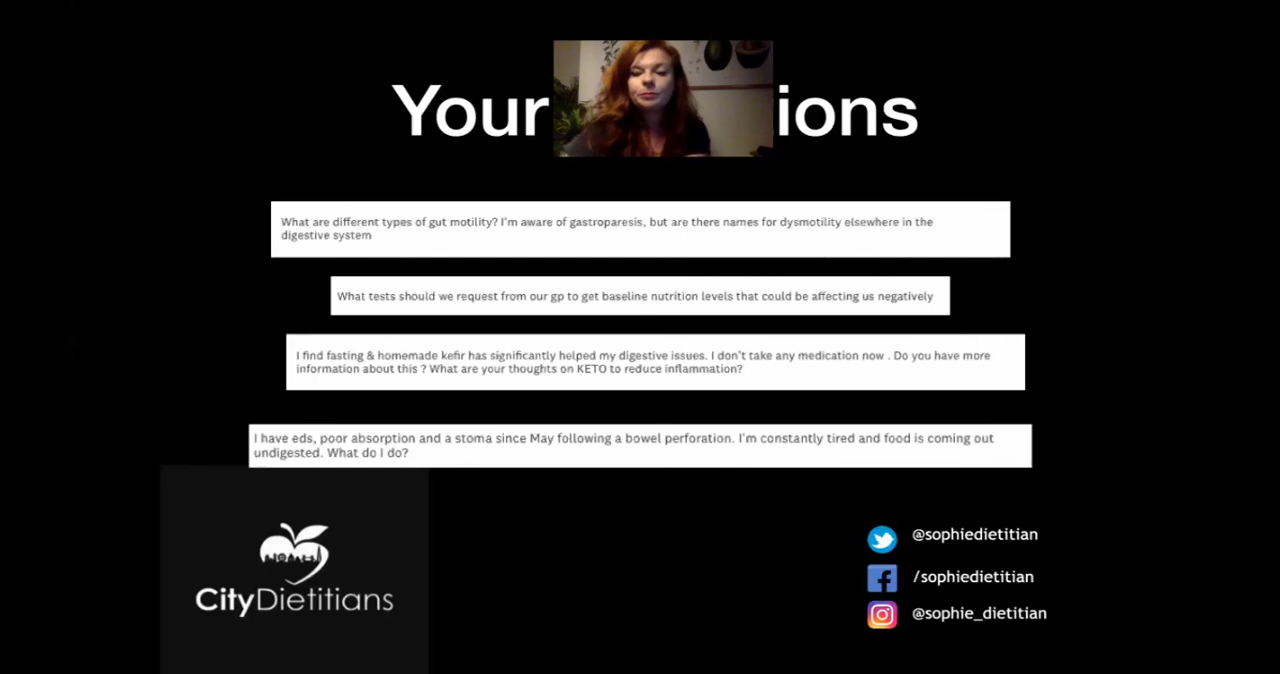 Your ions
What are different types of gut motility? I'm aware of gastroparesis, but are there names for dysmotility elsewhere in the
digestive system
What tests should we request from our gp to get baseline nutrition levels that could be affecting us negatively
I find fasting & homemade kefir has significantly helped my digestive issues. I don't take any medication now . Do you have more
information about this ? What are your thoughts on KETO to reduce inflammation?
I have eds, poor absorption and a stoma since May following a bowel perforation. I'm constantly tired and food is coming out
undigested. What do I do?
CityDietitians
@sophiedietitian
/sophiedietitian
@sophie_dietitian